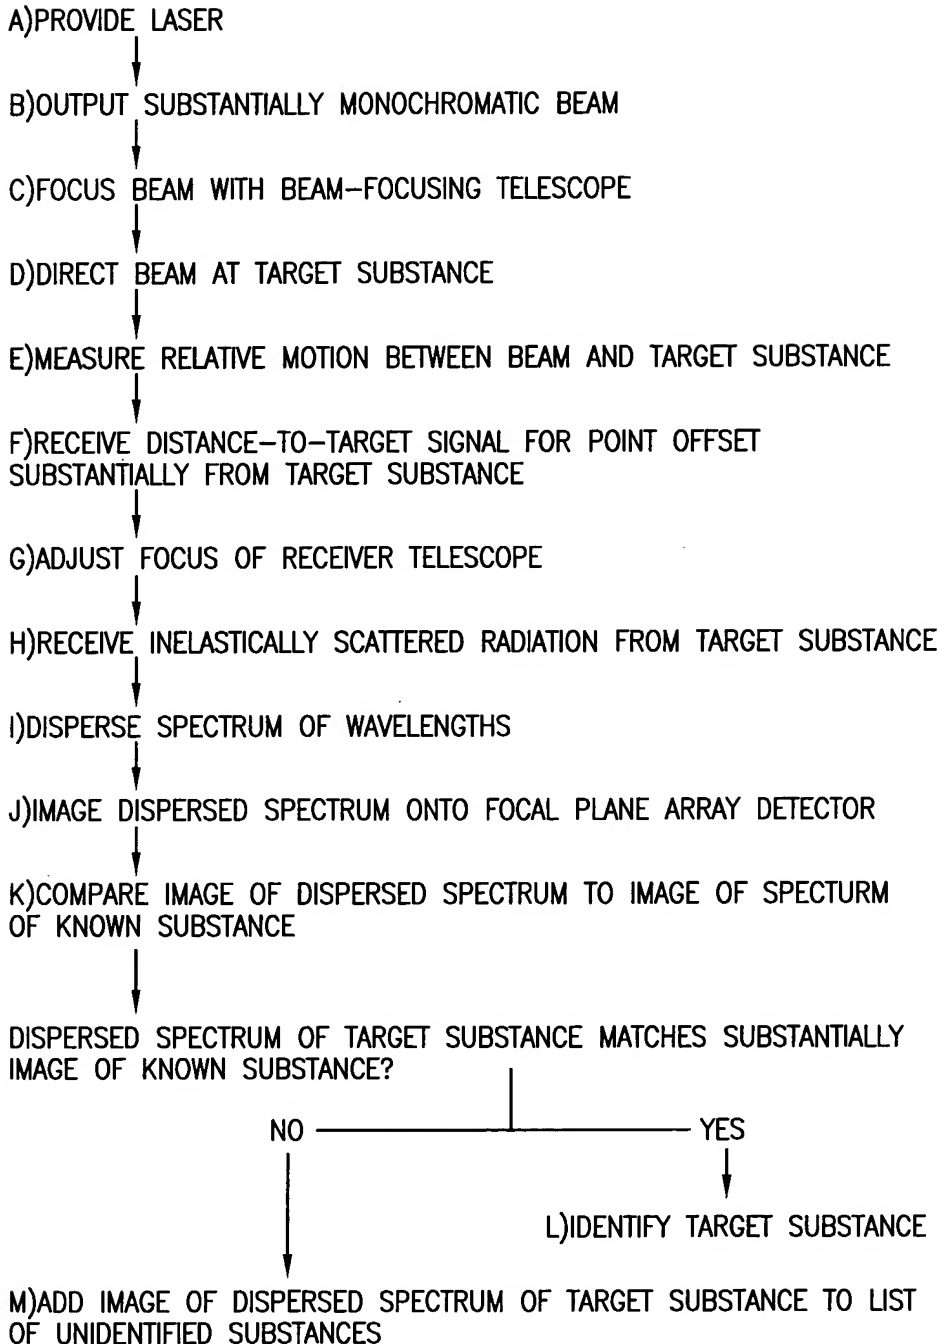 A)PROVIDE LASER
B)OUTPUT SUBSTANTIALLY MONOCHROMATIC BEAM
C)FOCUS BEAM WITH BEAM-FOCUSING TELESCOPE
D)DIRECT BEAM AT TARGET SUBSTANCE
E)MEASURE RELATIVE MOTION BETWEEN BEAM AND TARGET SUBSTANCE
F)RECEIVE DISTANCE-TO-TARGET SIGNAL FOR POINT OFFSET
SUBSTANTIALLY FROM TARGET SUBSTANCE
G)ADJUST FOCUS OF RECEIVER TELESCOPE
H)RECEIVE INELASTICALLY SCATTERED RADIATION FROM TARGET SUBSTANCE
I)DISPERSE SPECTRUM OF WAVELENGTHS
J)IMAGE DISPERSED SPECTRUM ONTO FOCAL PLANE ARRAY DETECTOR
K)COMPARE IMAGE OF DISPERSED SPECTRUM TO IMAGE OF SPECTURM
OF KNOWN SUBSTANCE
DISPERSED SPECTRUM OF TARGET SUBSTANCE MATCHES SUBSTANTIALLY
IMAGE OF KNOWN SUBSTANCE?
NO YES
L)IDENTIFY TARGET SUBSTANCE
M)ADD IMAGE OF DISPERSED SPECTRUM OF TARGET SUBSTANCE TO LIST
OF UNIDENTIFIED SUBSTANCES